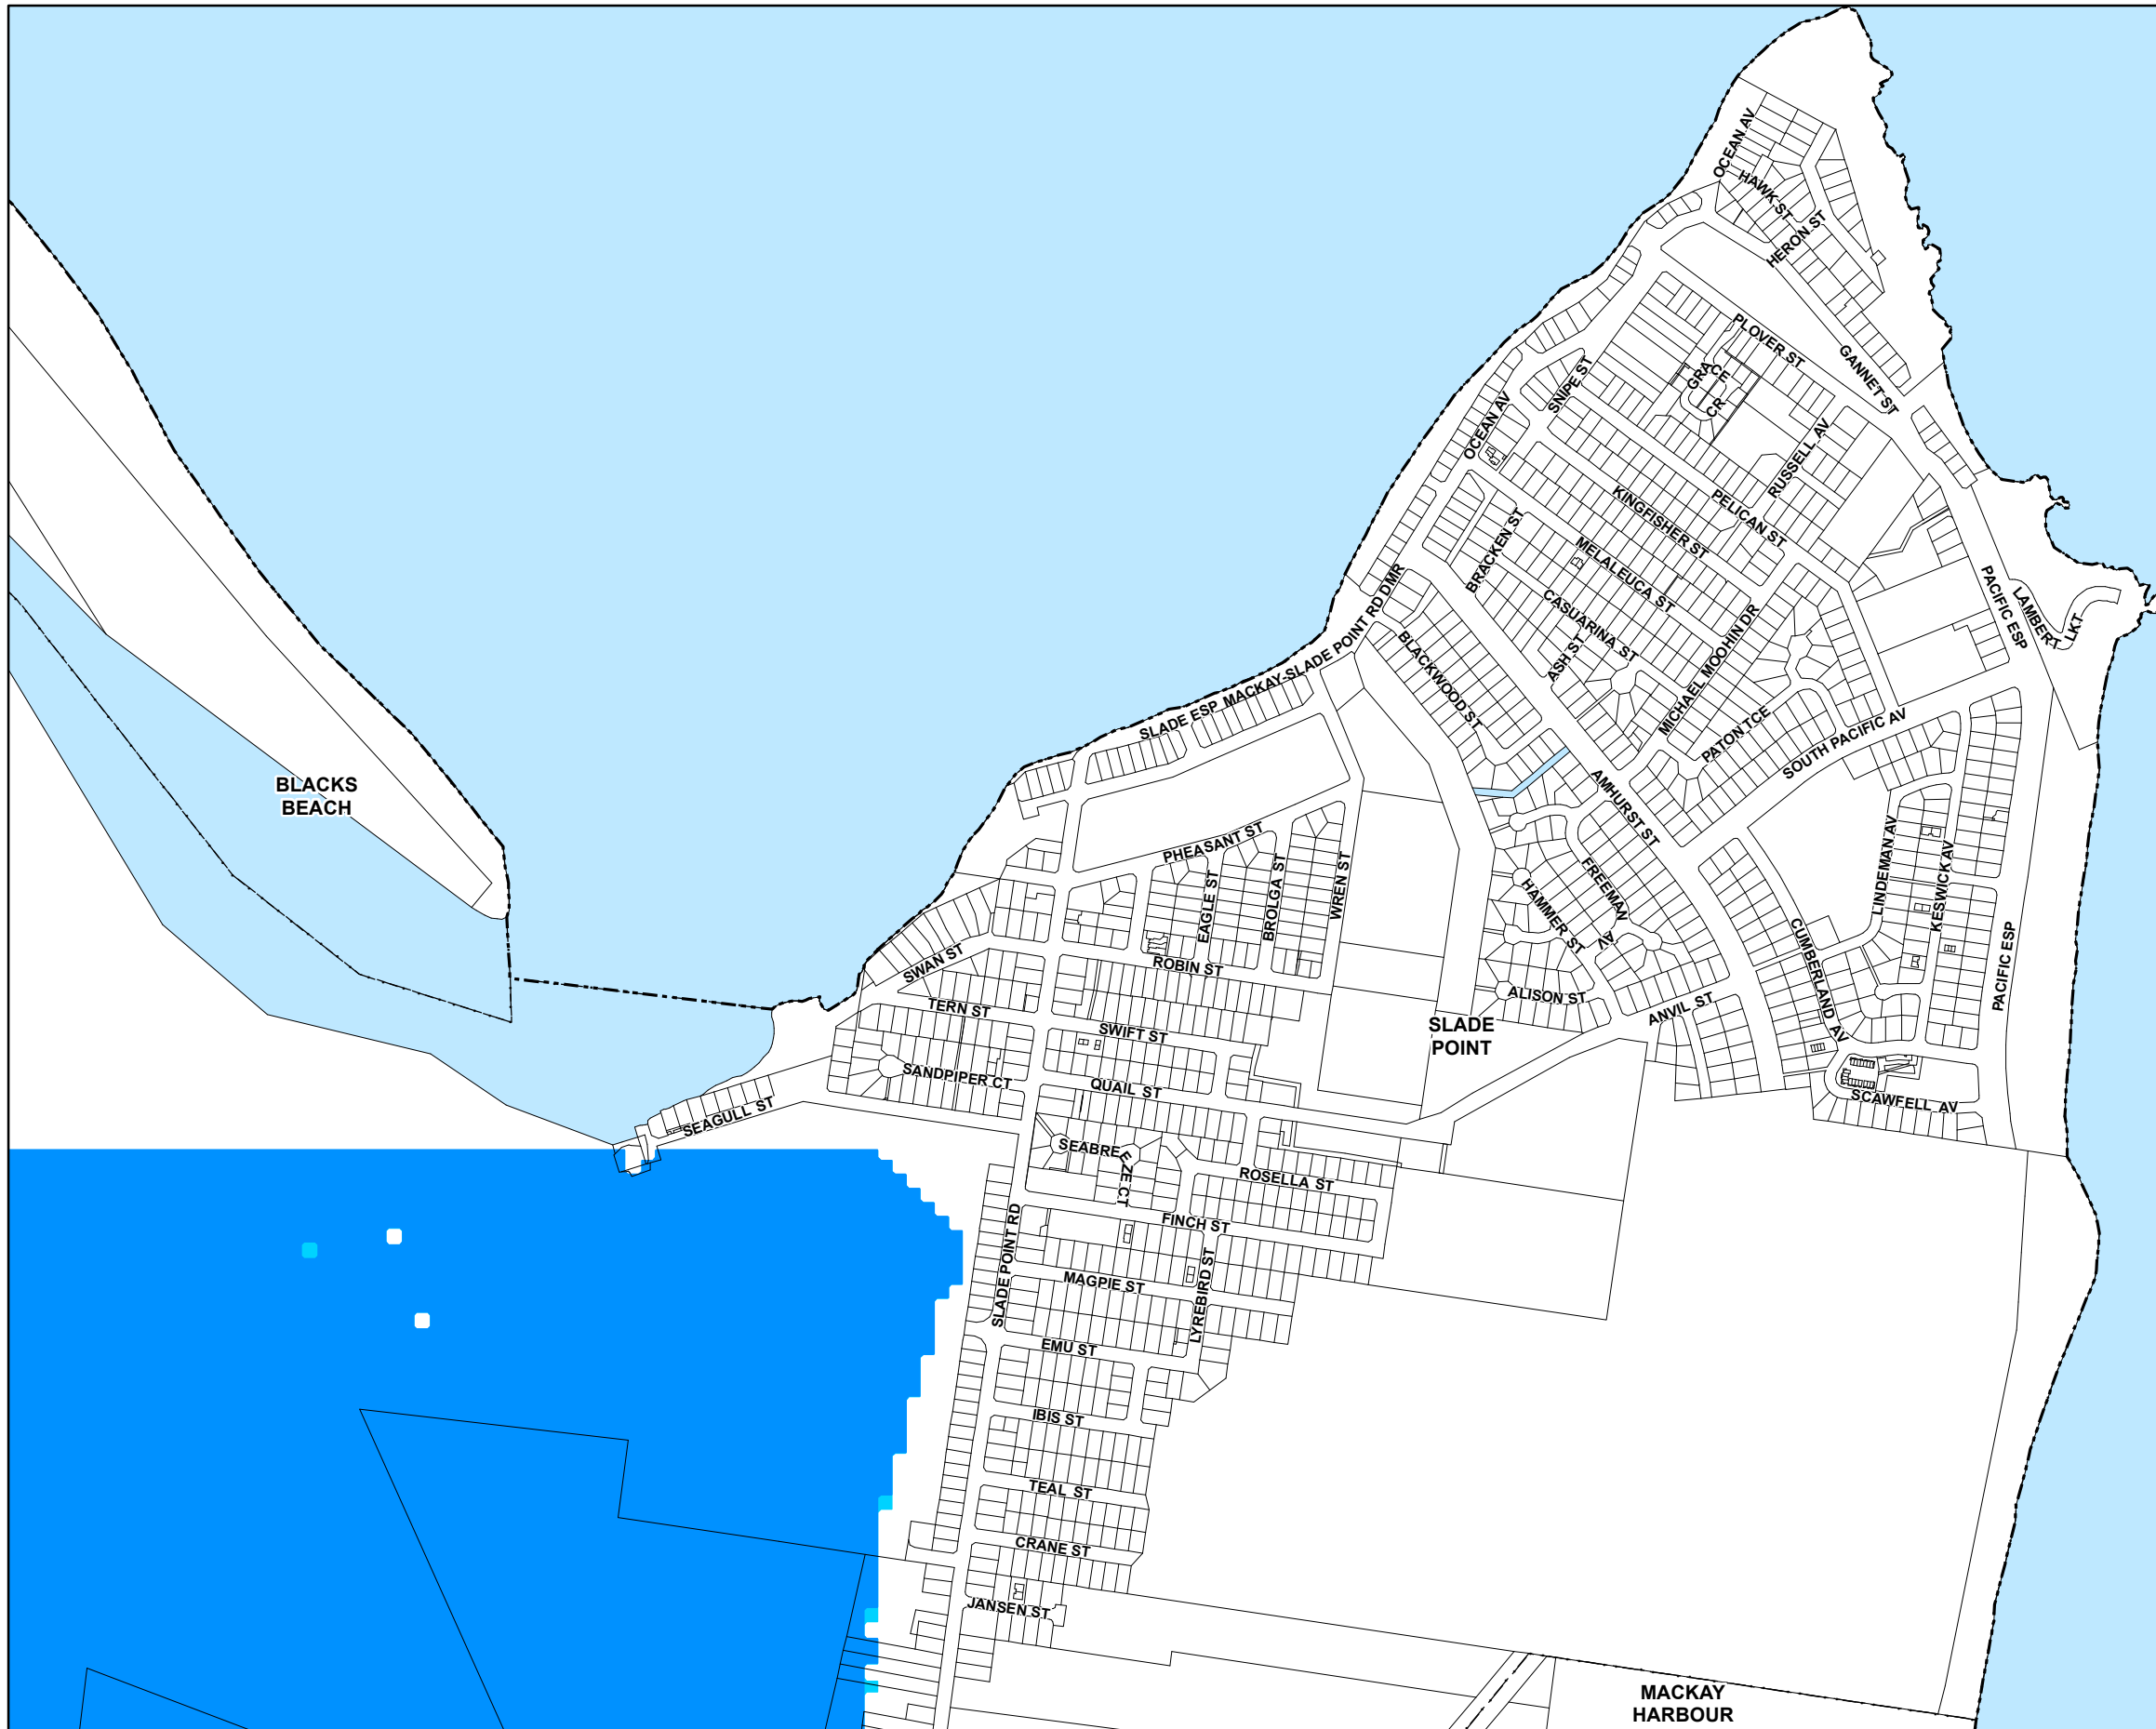 OCEAN AV
HAWK ST
HERON ST
PLOVER ST
GANNET ST
GRACE CR
SNIPE ST
OCEAN AV
RUSSELL AV
PELICAN ST
KINGFISHER ST
MELALEUCA ST
BRACKEN ST
CASUARINA ST
ASH ST
MICHAEL MOOHIN DR
PACIFIC ESP
LAMBERT LKT
BLACKWOOD ST
SLADE ESP MACKAY-SLADE POINT RD DMR
PATON TCE
SOUTH PACIFIC AV
AMHURST ST
BLACKS
BEACH
PHEASANT ST
EAGLE ST
BROLGA ST
WREN ST
FREEMAN AV
HAMMER ST
LINDEMAN AV
KESWICK AV
CUMBERLAND AV
PACIFIC ESP
SWAN ST
ROBIN ST
TERN ST
SWIFT ST
ALISON ST
ANVIL ST
SLADE
POINT
SANDPIPER CT
QUAIL ST
SCAWFELL AV
SEAGULL ST
SEABREEZE CT
ROSELLA ST
FINCH ST
SLADE POINT RD
MAGPIE ST
LYREBIRD ST
EMU ST
IBIS ST
TEAL ST
CRANE ST
JANSEN ST
MACKAY
HARBOUR